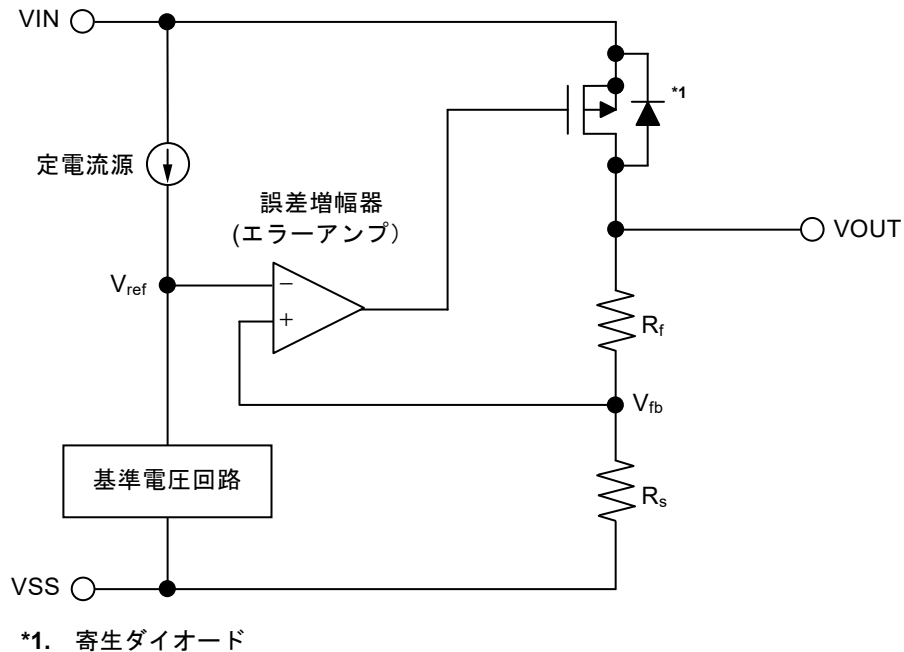 VIN
*1
定電流源
誤差増幅器
(エラーアンプ）
VOUT
Vref
−
+
Rf
Vfb
基準電圧回路
Rs
VSS
*1. 寄生ダイオード